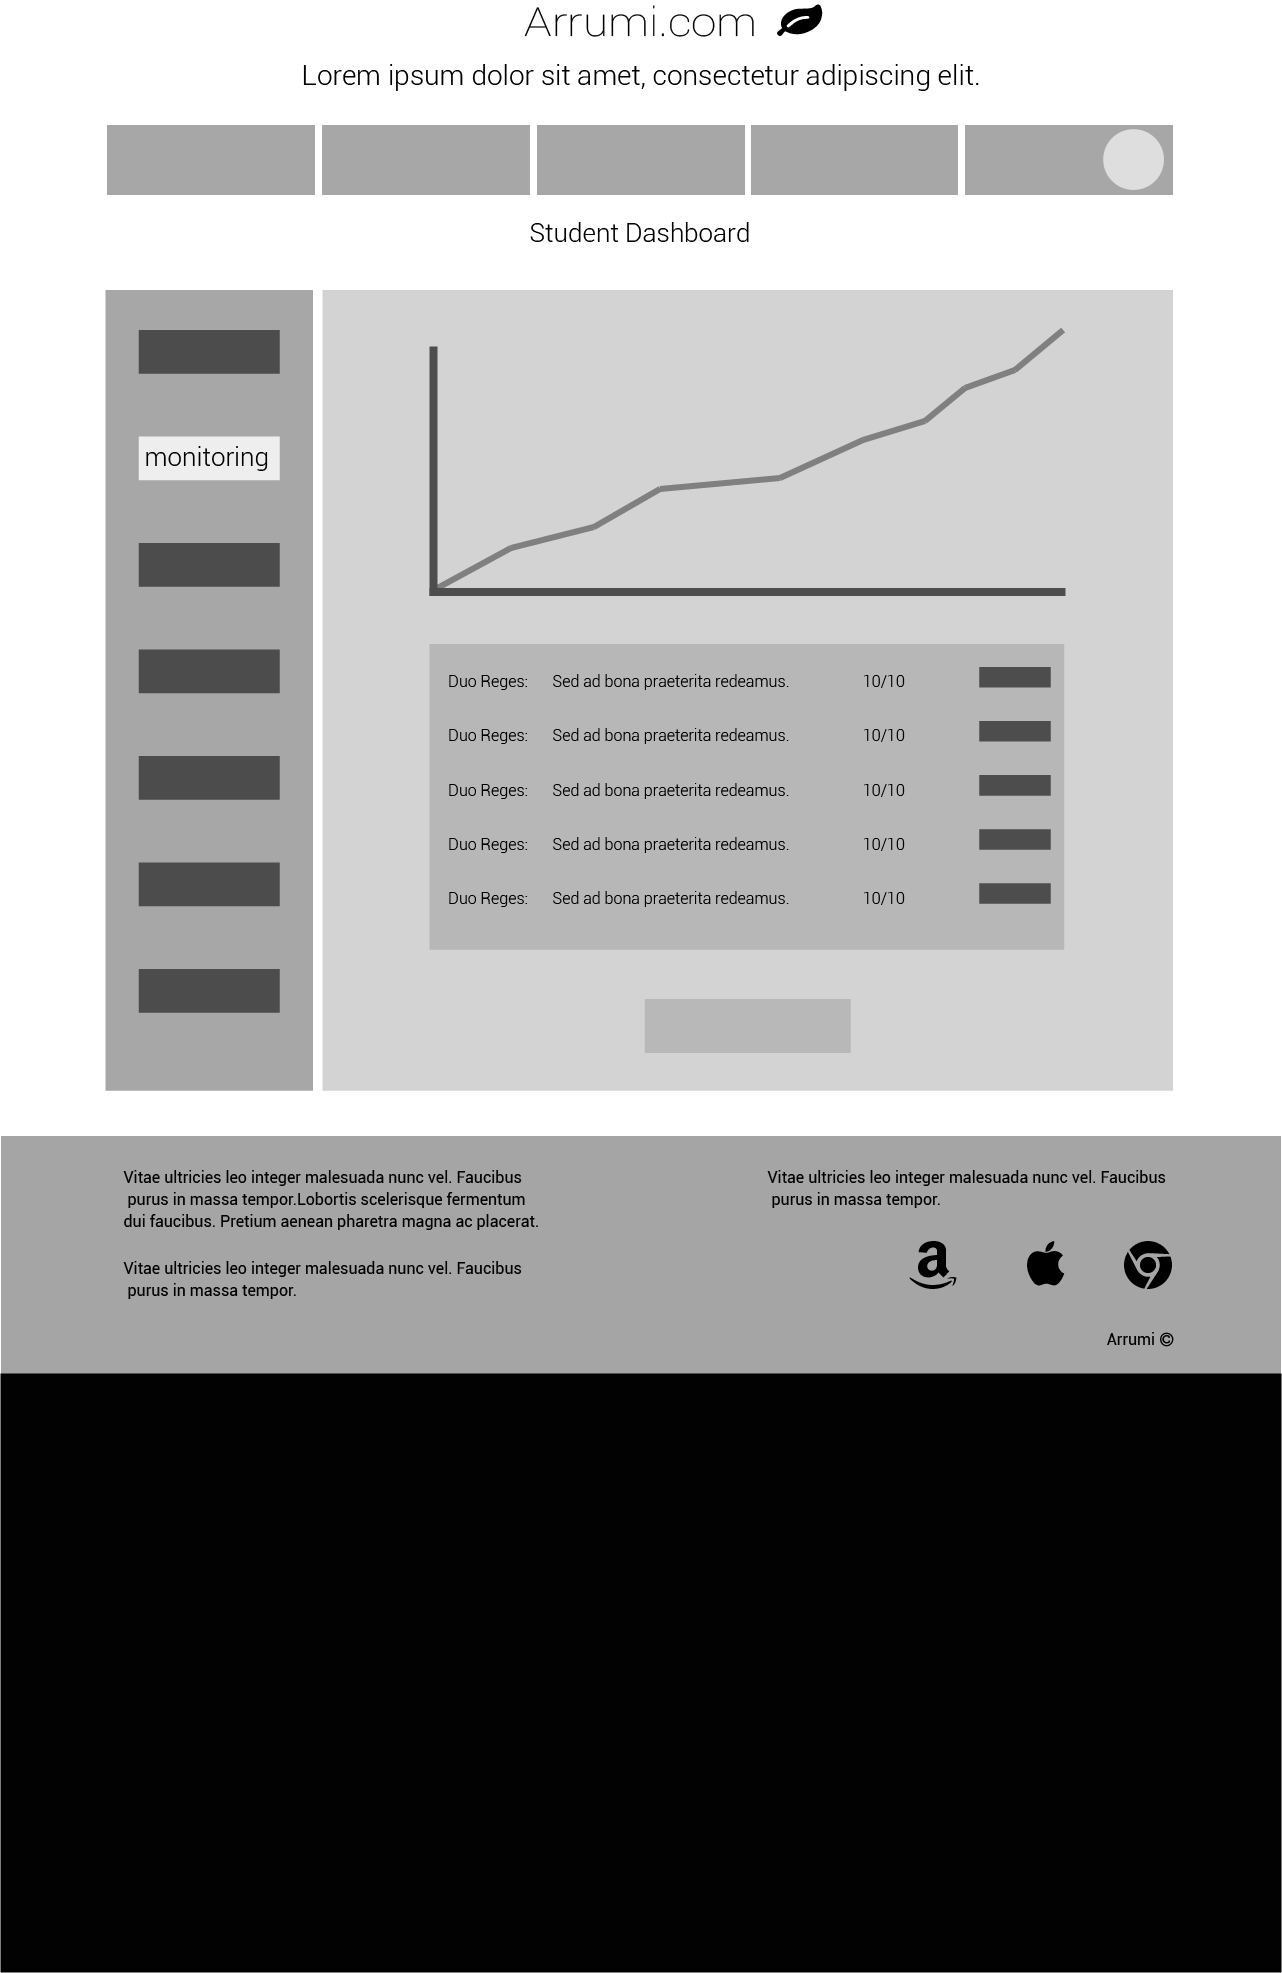 Arrumi.com
Lorem ipsum dolor sit amet, consectetur adipiscing elit.
Student Dashboard
monitoring
Duo Reges: Sed ad bona praeterita redeamus. 10/10
Duo Reges: Sed ad bona praeterita redeamus. 10/10
Duo Reges: Sed ad bona praeterita redeamus. 10/10
Duo Reges: Sed ad bona praeterita redeamus. 10/10
Duo Reges: Sed ad bona praeterita redeamus. 10/10
Vitae ultricies leo integer malesuada nunc vel. Faucibus
purus in massa tempor.Lobortis scelerisque fermentum
dui faucibus. Pretium aenean pharetra magna ac placerat.
Vitae ultricies leo integer malesuada nunc vel. Faucibus
purus in massa tempor.
Vitae ultricies leo integer malesuada nunc vel. Faucibus
purus in massa tempor.
Arrumi ©